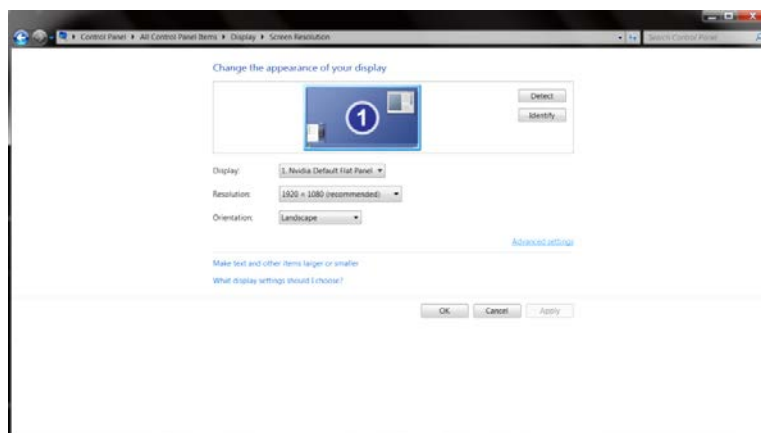 Control Panel ▸ All Control Panel Items ▸ Display ▸ Screen Resolution
Search Control Panel
Change the appearance of your display
1
Detect
Identify
Display: 1. Nvidia Default Flat Panel
Resolution: 1920 × 1080 (recommended)
Orientation: Landscape
Advanced settings
Make text and other items larger or smaller
What display settings should I choose?
OK Cancel Apply